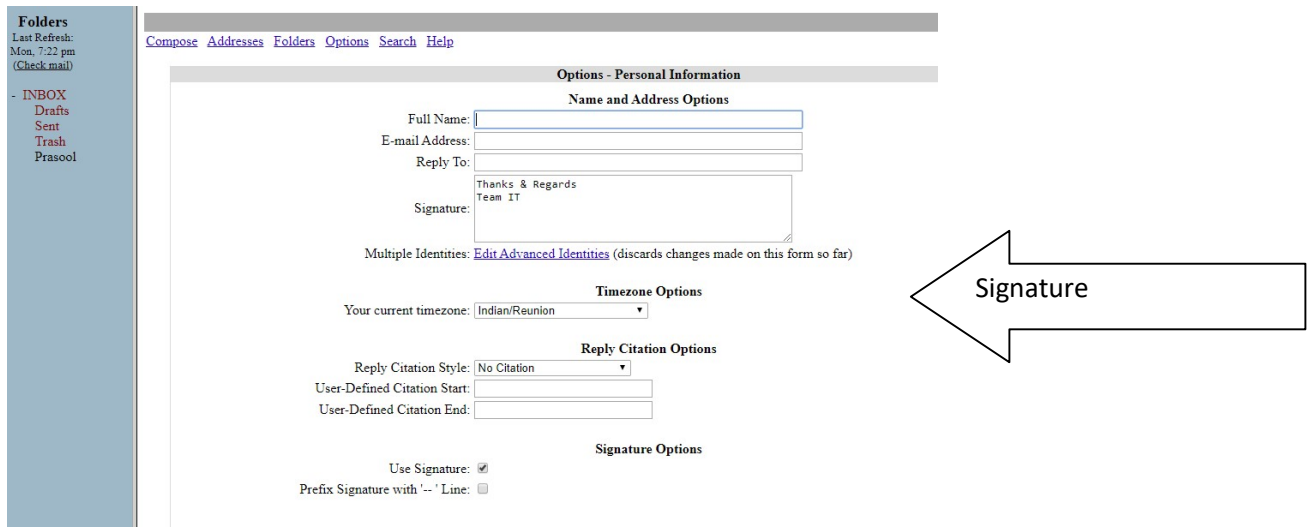 Folders
Last Refresh:
Mon, 7:22 pm
(Check mail)
- INBOX
Drafts
Sent
Trash
Prasool
Compose Addresses Folders Options Search Help
Options - Personal Information
Name and Address Options
Full Name:
E-mail Address:
Reply To:
Signature:
Thanks & Regards
Team IT
Multiple Identities: Edit Advanced Identities (discards changes made on this form so far)
Timezone Options
Your current timezone: Indian/Reunion
Reply Citation Options
Reply Citation Style: No Citation
User-Defined Citation Start:
User-Defined Citation End:
Signature Options
Use Signature:
Prefix Signature with '-- ' Line:
Signature